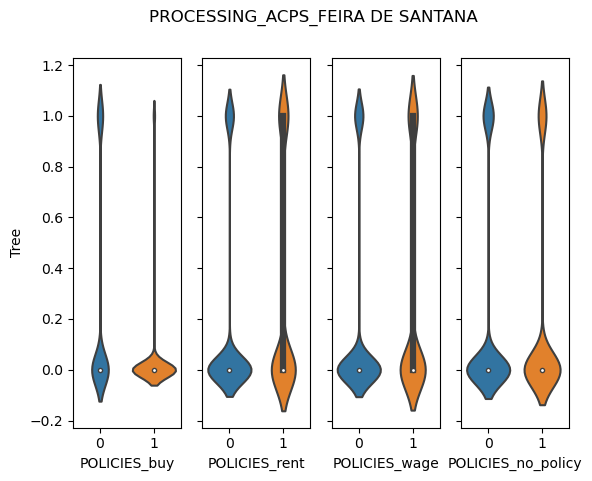 PROCESSING_ACPS_FEIRA DE SANTANA
1.2
1.0
0.8
0.6
0.4
0.2
0.0
−0.2
Tree
0 1 0 1 0 1 0 1
POLICIES_buy POLICIES_rent POLICIES_wage POLICIES_no_policy